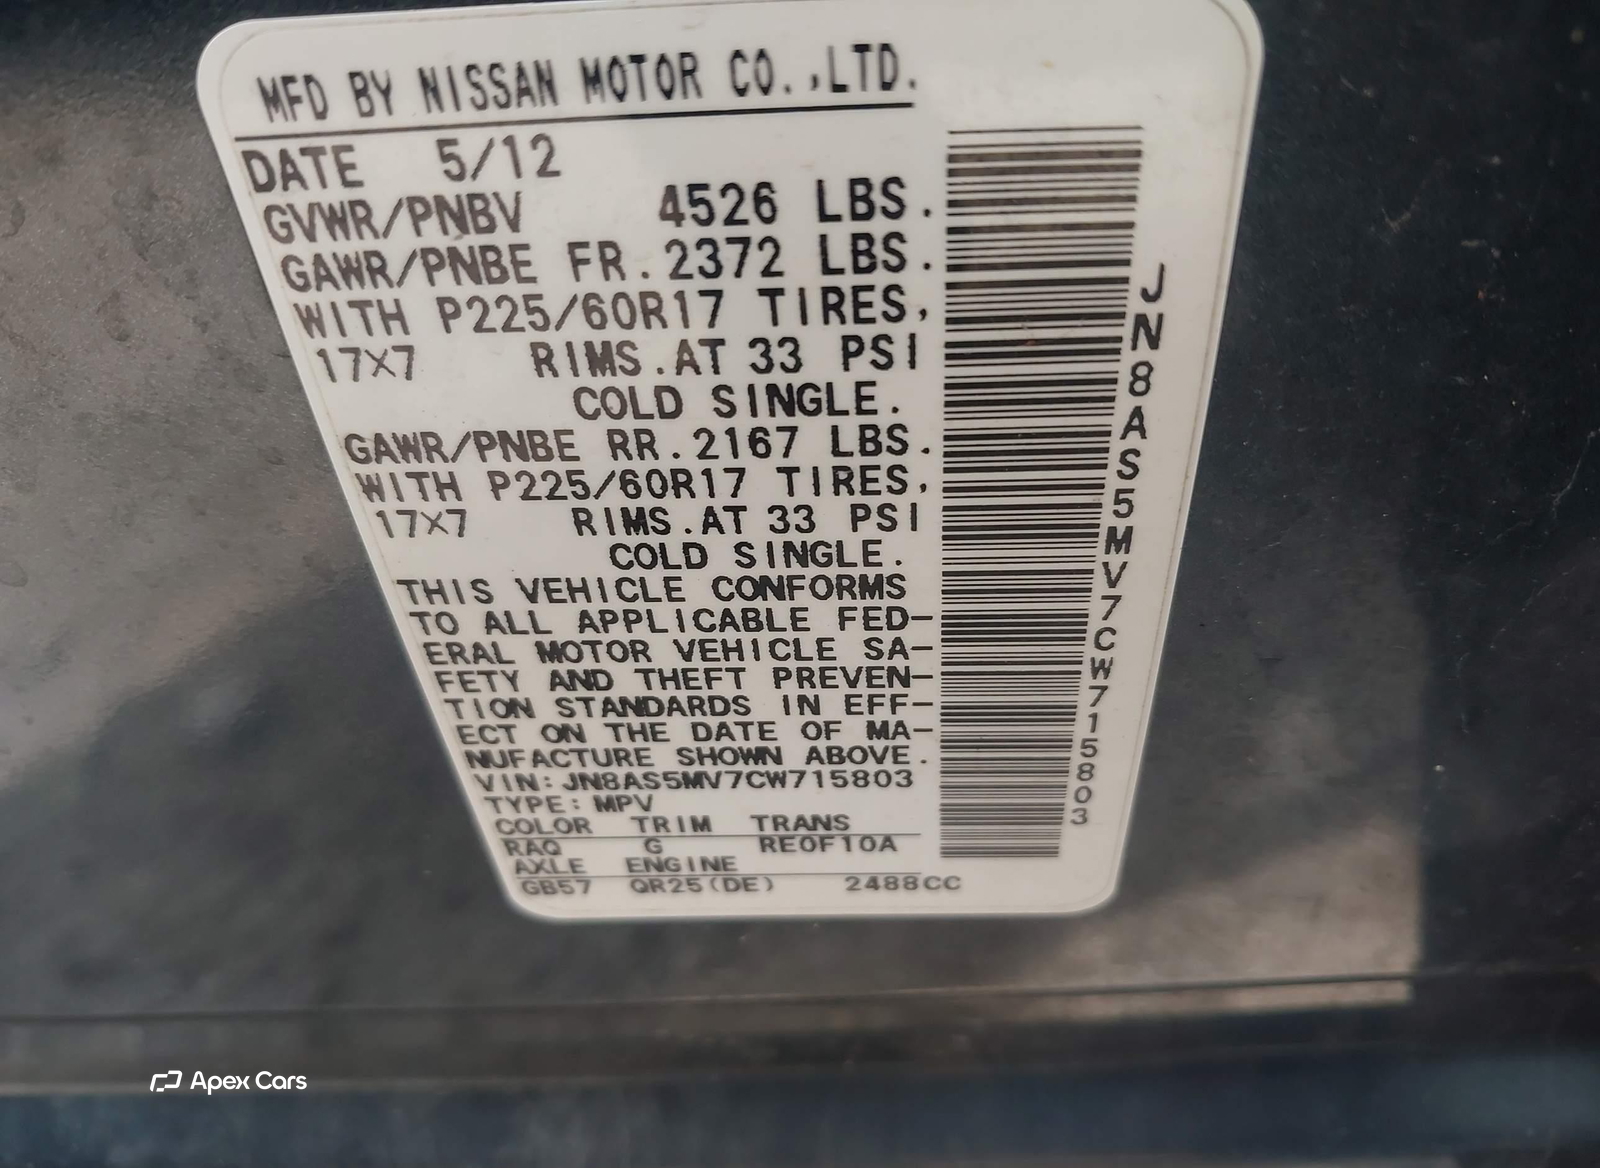 MFD BY NISSAN MOTOR CO.,LTD.
DATE 5/12
GVWR/PNBV 4526 LBS.
GAWR/PNBE FR.2372 LBS.
WITH P225/60R17 TIRES,
17X7 RIMS.AT 33 PSI
COLD SINGLE.
GAWR/PNBE RR.2167 LBS.
WITH P225/60R17 TIRES,
17X7 RIMS.AT 33 PSI
COLD SINGLE.
THIS VEHICLE CONFORMS
TO ALL APPLICABLE FED-
ERAL MOTOR VEHICLE SA-
FETY AND THEFT PREVEN-
TION STANDARDS IN EFF-
ECT ON THE DATE OF MA-
NUFACTURE SHOWN ABOVE.
VIN:JN8AS5MV7CW715803
TYPE:MPV
COLOR TRIM TRANS
RAQ G RE0F10A
AXLE ENGINE
GB57 QR25(DE) 2488CC
JN8AS5MV7CW715803
Apex Cars